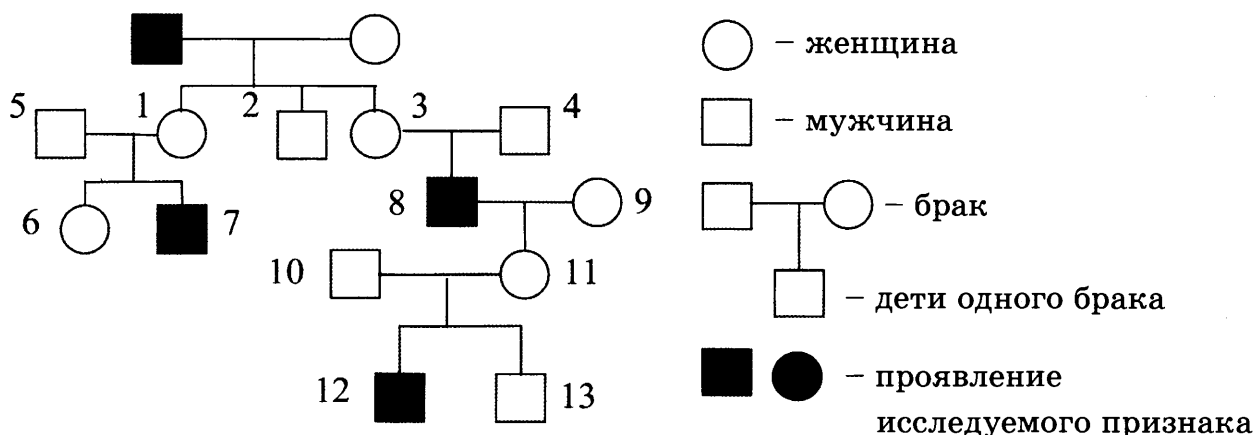 5
1
2
3
4
6
7
8
9
10
11
12
13
– женщина
– мужчина
– брак
– дети одного брака
– проявление
исследуемого признака